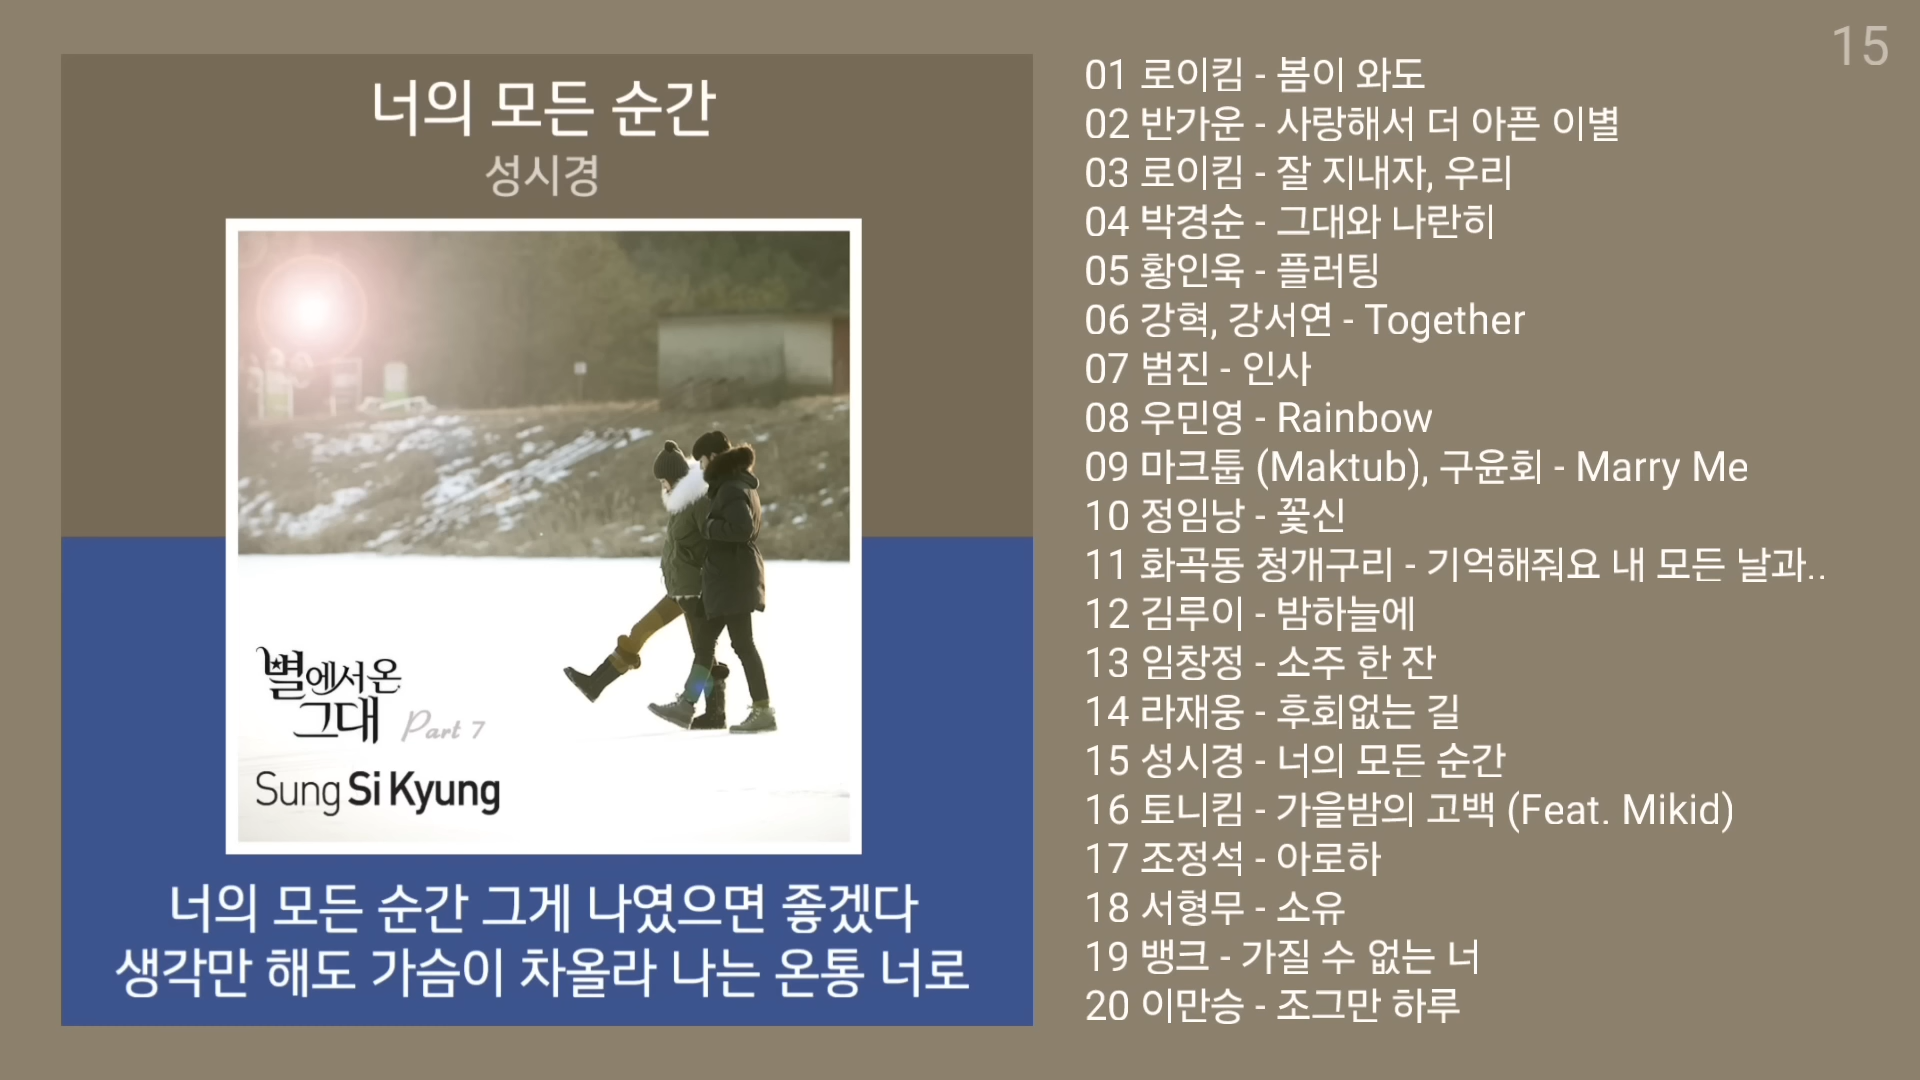 15
너의 모든 순간
성시경
별에서 온
그대 Part 7
Sung Si Kyung
너의 모든 순간 그게 나였으면 좋겠다
생각만 해도 가슴이 차올라 나는 온통 너로
01 로이킴 - 봄이 와도
02 반가운 - 사랑해서 더 아픈 이별
03 로이킴 - 잘 지내자, 우리
04 박경순 - 그대와 나란히
05 황인욱 - 플러팅
06 강혁, 강서연 - Together
07 범진 - 인사
08 우민영 - Rainbow
09 마크툽 (Maktub), 구윤회 - Marry Me
10 정임낭 - 꽃신
11 화곡동 청개구리 - 기억해줘요 내 모든 날과..
12 김루이 - 밤하늘에
13 임창정 - 소주 한 잔
14 라재웅 - 후회없는 길
15 성시경 - 너의 모든 순간
16 토니킴 - 가을밤의 고백 (Feat. Mikid)
17 조정석 - 아로하
18 서형무 - 소유
19 뱅크 - 가질 수 없는 너
20 이만승 - 조그만 하루